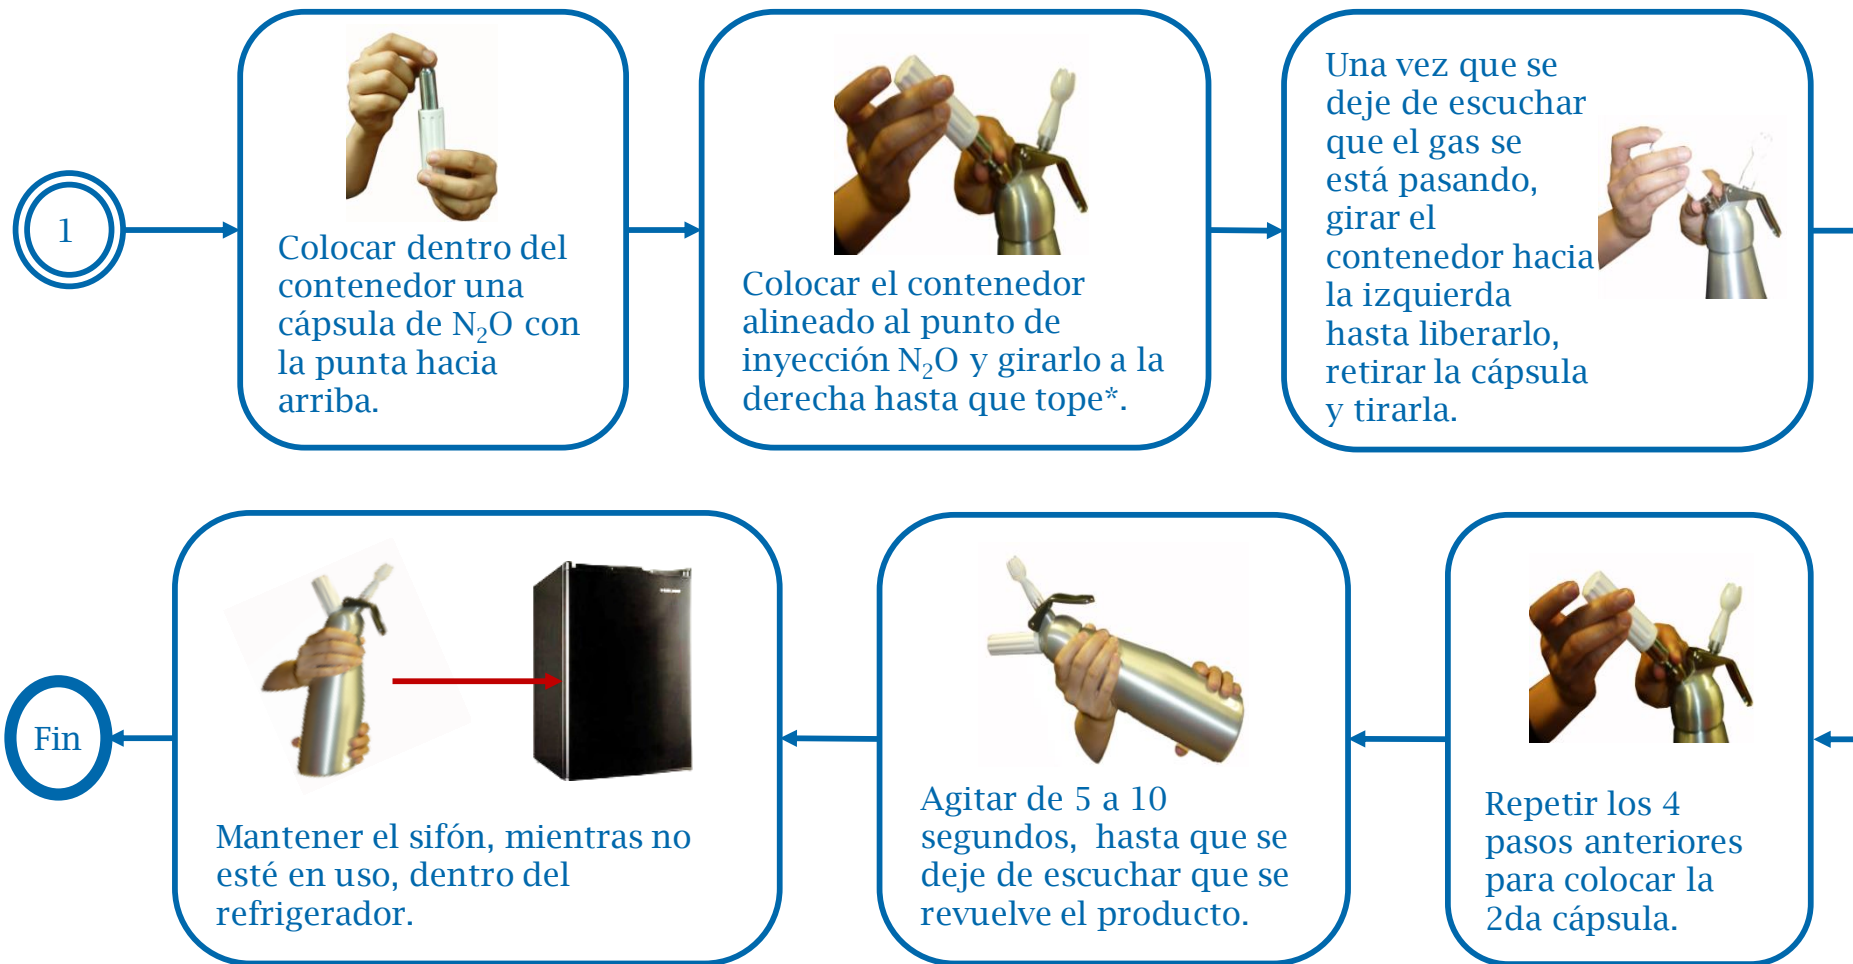 1
Colocar dentro del
contenedor una
cápsula de N₂O con
la punta hacia
arriba.
Colocar el contenedor
alineado al punto de
inyección N₂O y girarlo a la
derecha hasta que tope*.
Una vez que se
deje de escuchar
que el gas se
está pasando,
girar el
contenedor hacia
la izquierda
hasta liberarlo,
retirar la cápsula
y tirarla.
Repetir los 4
pasos anteriores
para colocar la
2da cápsula.
Agitar de 5 a 10
segundos, hasta que se
deje de escuchar que se
revuelve el producto.
Mantener el sifón, mientras no
esté en uso, dentro del
refrigerador.
Fin